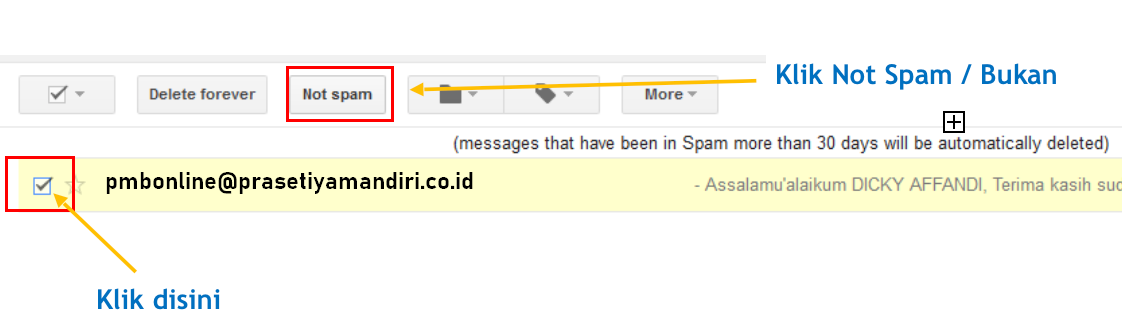 Klik Not Spam / Bukan
Delete forever
Not spam
More
(messages that have been in Spam more than 30 days will be automatically deleted)
pmbonline@prasetiyamandiri.co.id
- Assalamu'alaikum DICKY AFFANDI, Terima kasih suc
Klik disini